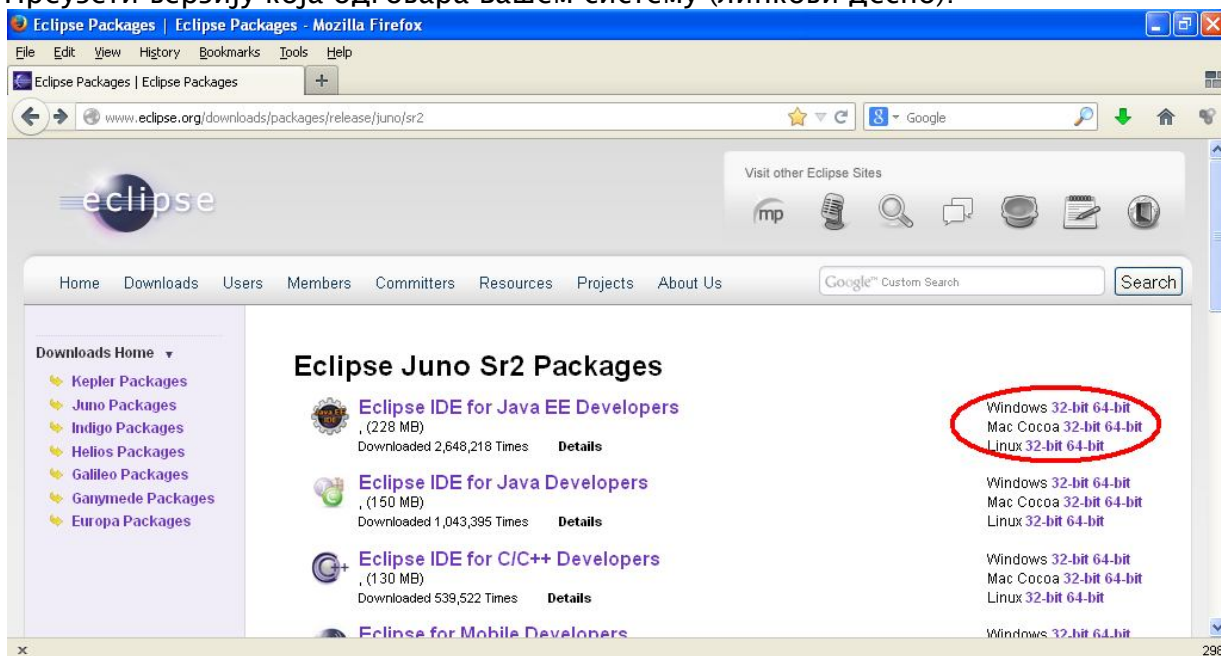 Преузети верзију која одговара вашем систему (линкови десно):
Eclipse Packages | Eclipse Packages - Mozilla Firefox
File Edit View History Bookmarks Tools Help
Eclipse Packages | Eclipse Packages +
www.eclipse.org/downloads/packages/release/juno/sr2 8 Google
eclipse
Visit other Eclipse Sites
mp
Home Downloads Users Members Committers Resources Projects About Us Google™ Custom Search Search
Downloads Home
Kepler Packages
Juno Packages
Indigo Packages
Helios Packages
Galileo Packages
Ganymede Packages
Europa Packages
Eclipse Juno Sr2 Packages
Eclipse IDE for Java EE Developers
, (228 MB)
Downloaded 2,648,218 Times Details
Windows 32-bit 64-bit
Mac Cocoa 32-bit 64-bit
Linux 32-bit 64-bit
Eclipse IDE for Java Developers
, (150 MB)
Downloaded 1,043,395 Times Details
Windows 32-bit 64-bit
Mac Cocoa 32-bit 64-bit
Linux 32-bit 64-bit
Eclipse IDE for C/C++ Developers
, (130 MB)
Downloaded 539,522 Times Details
Windows 32-bit 64-bit
Mac Cocoa 32-bit 64-bit
Linux 32-bit 64-bit
Eclipse for Mobile Developers
Windows 32-bit 64-bit
x